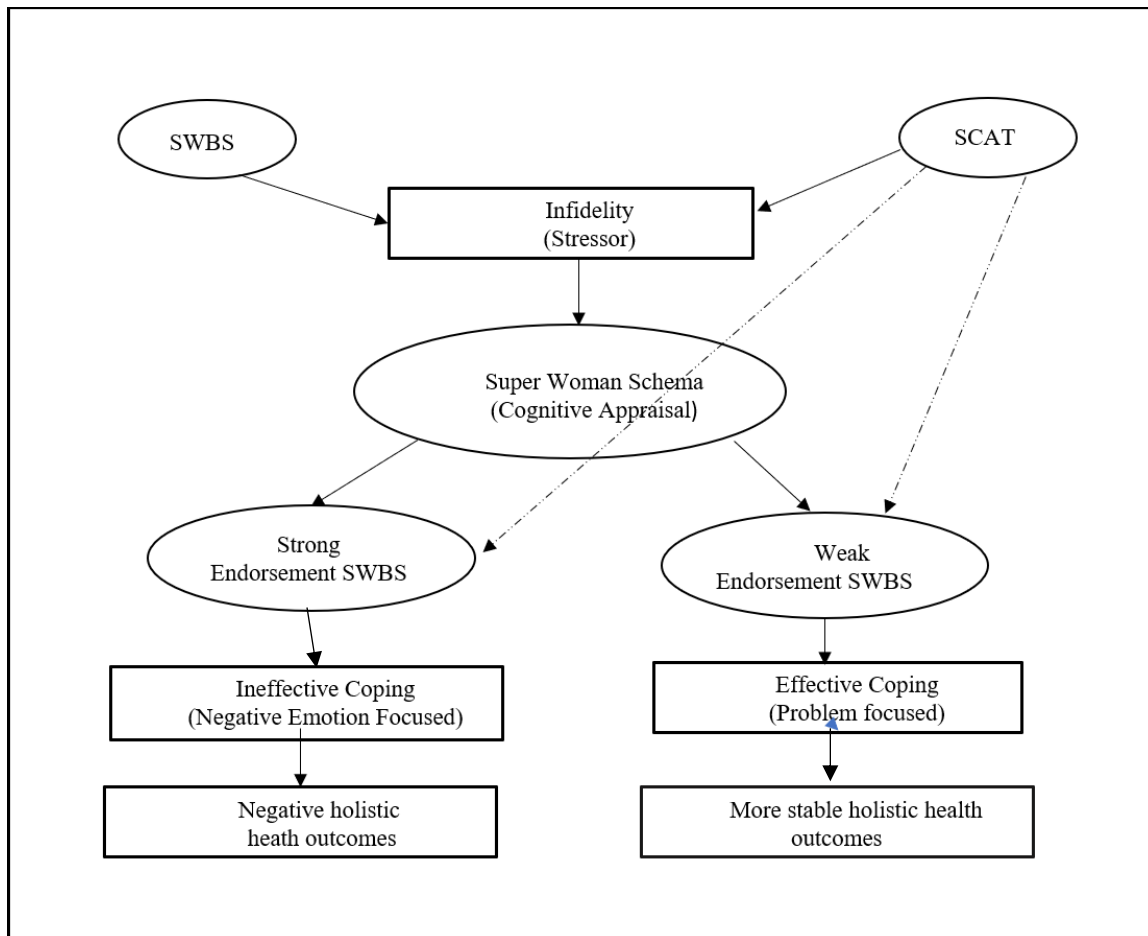 SWBS
SCAT
Infidelity
(Stressor)
Super Woman Schema
(Cognitive Appraisal)
Strong
Endorsement SWBS
Weak
Endorsement SWBS
Ineffective Coping
(Negative Emotion Focused)
Effective Coping
(Problem focused)
Negative holistic
heath outcomes
More stable holistic health
outcomes